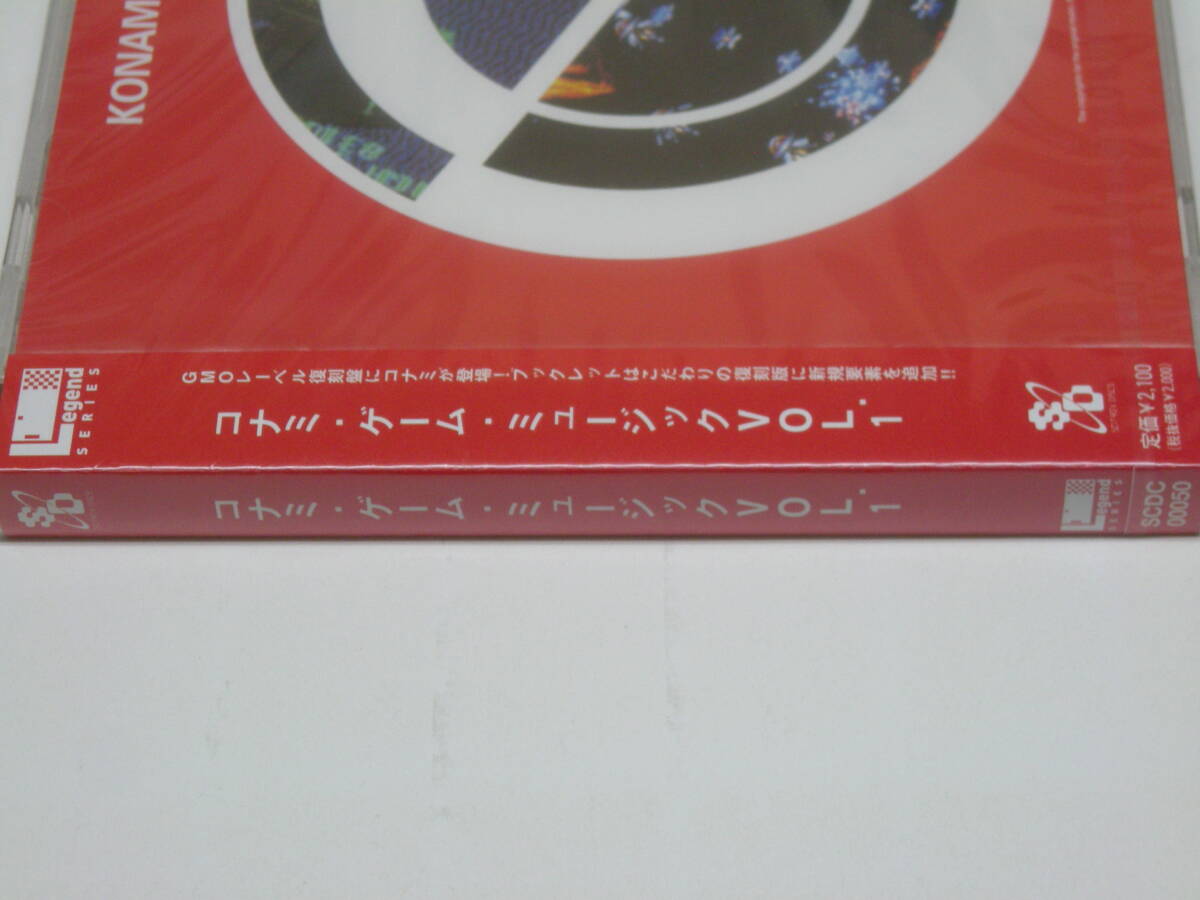 KONAM
Legend
SERIES
GMOレーベル復刻盤にコナミが登場!ブックレットはこだわりの復刻版に新規要素を追加!!
コナミ・ゲーム・ミュージックVOL.1
定価¥2,100
(税抜価格¥2,000)
コナミ・ゲーム・ミュージックVOL.1
Legend
SERIES
SCDC
00050